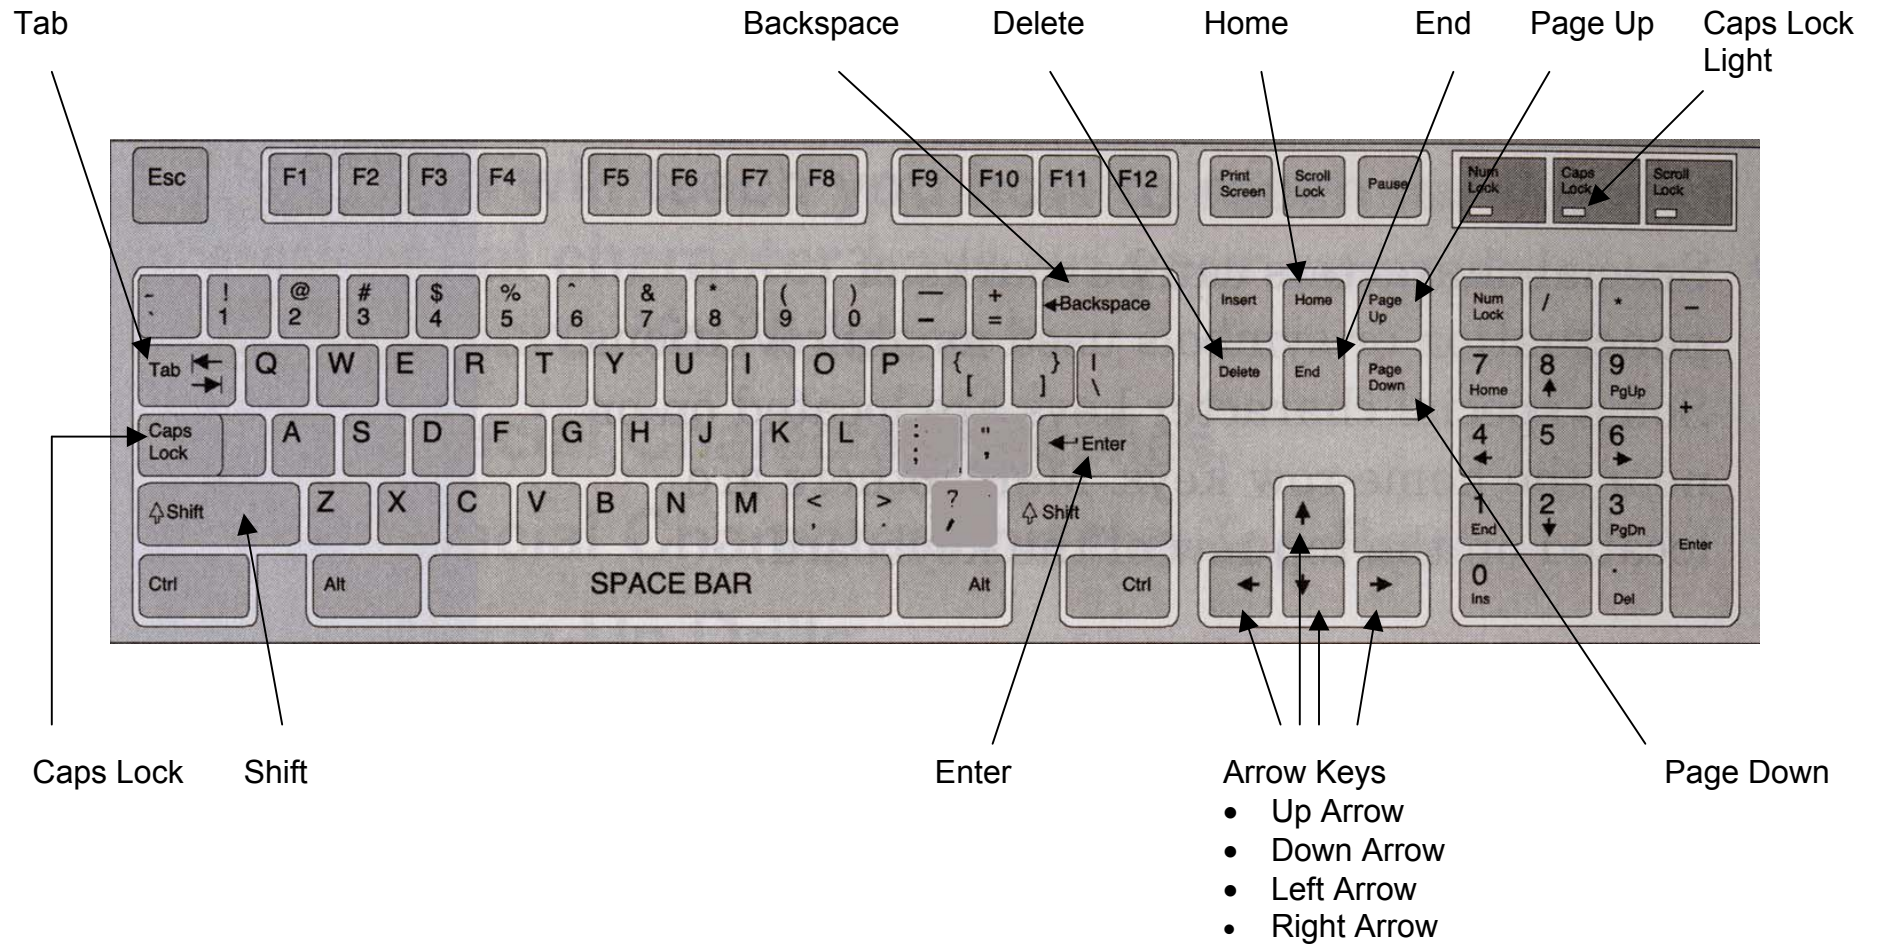 Tab Backspace Delete Home End Page Up Caps Lock
Light
Esc F1 F2 F3 F4 F5 F6 F7 F8 F9 F10 F11 F12 Print Screen Scroll Lock Pause Num Lock Caps Lock Scroll Lock
! @ # $ % ^ & * ( ) — +
` 1 2 3 4 5 6 7 8 9 0 – = Backspace Insert Home Page Up Num Lock / * –
Tab Q W E R T Y U I O P { [ } ] | \ Delete End Page Down 7 Home 8 9 PgUp +
Caps Lock A S D F G H J K L : ; " ' Enter 4 5 6
Shift Z X C V B N M < , > . ? / Shift 1 End 2 3 PgDn Enter
Ctrl Alt SPACE BAR Alt Ctrl 0 Ins . Del
Caps Lock Shift Enter Arrow Keys Page Down
• Up Arrow
• Down Arrow
• Left Arrow
• Right Arrow